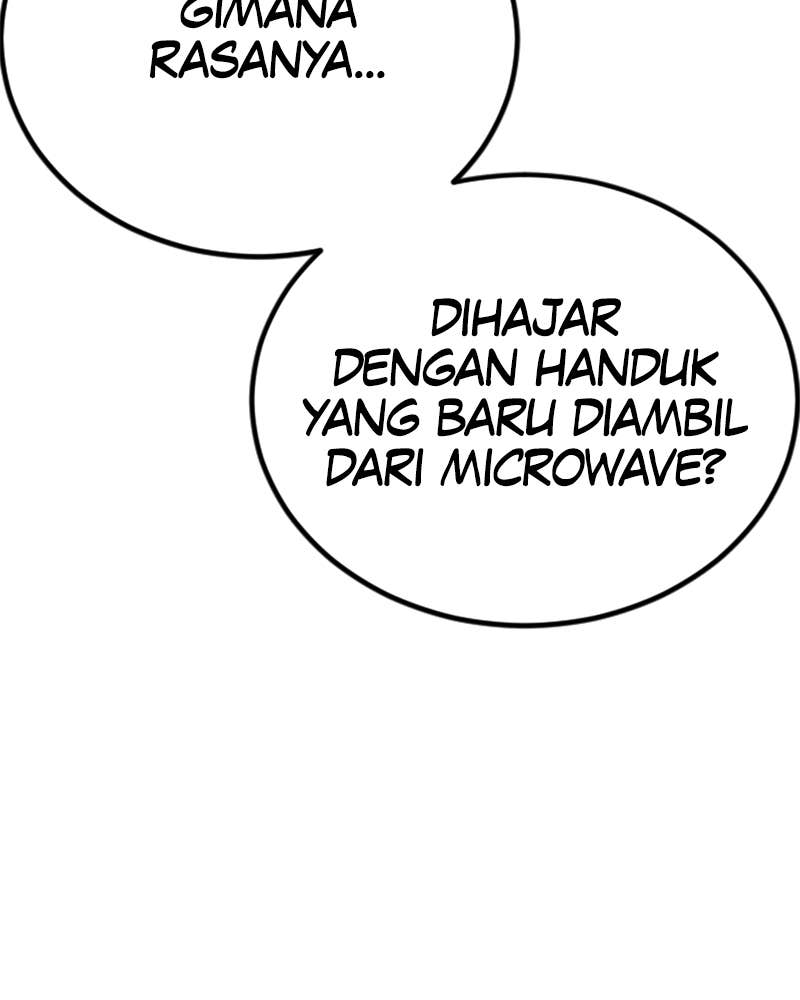 GIMANA
RASANYA...
DIHAJAR
DENGAN HANDUK
YANG BARU DIAMBIL
DARI MICROWAVE?